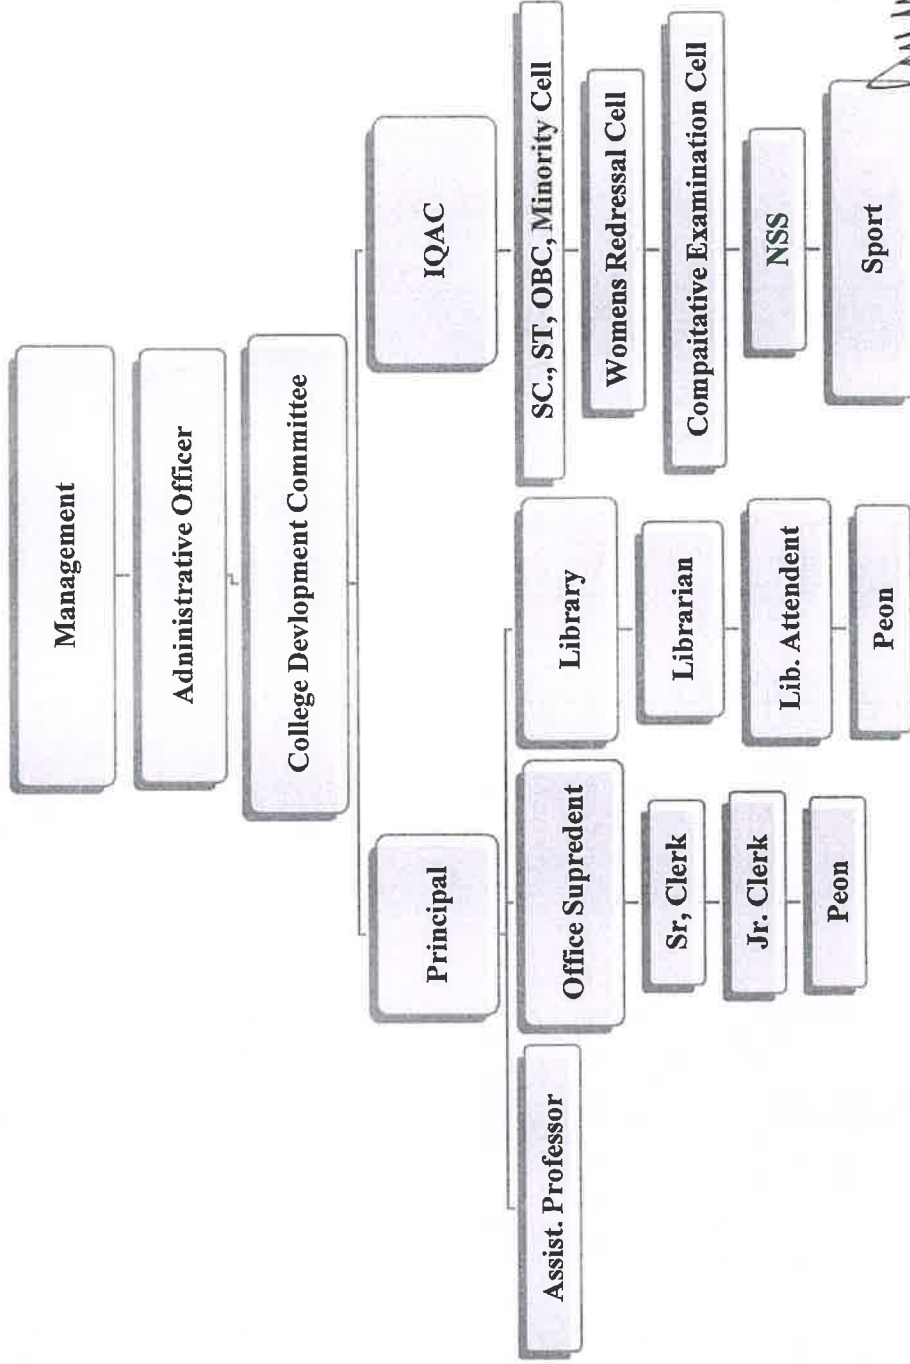 Management
Administrative Officer
College Devlopment Committee
Principal
IQAC
Assist. Professor
Office Supredent
Library
SC., ST, OBC, Minority Cell
Sr, Clerk
Librarian
Womens Redressal Cell
Jr. Clerk
Lib. Attendent
Compaitative Examination Cell
Peon
Peon
NSS
Sport